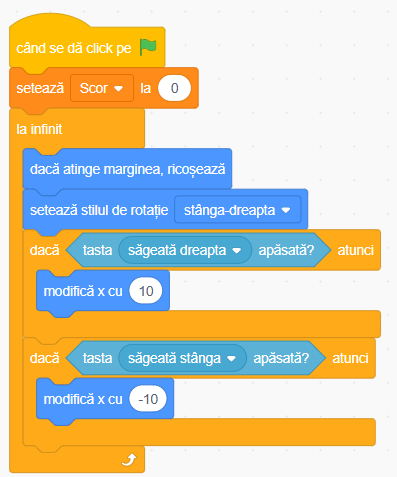 când se dă click pe
setează Scor la 0
la infinit
dacă atinge marginea, ricoșează
setează stilul de rotație stânga-dreapta
dacă tasta săgeată dreapta apăsată? atunci
modifică x cu 10
dacă tasta săgeată stânga apăsată? atunci
modifică x cu -10